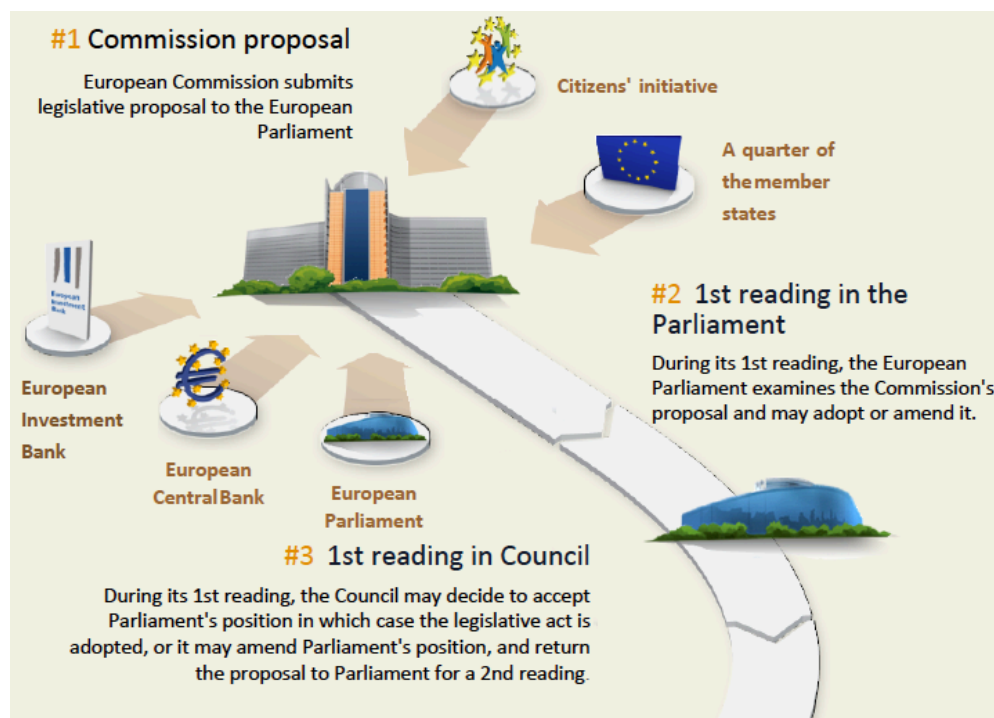 #1 Commission proposal
European Commission submits
legislative proposal to the European
Parliament
Citizens' initiative
A quarter of
the member
states
European
Investment
Bank
European
Investment
Bank
European
Central Bank
European
Parliament
#2 1st reading in the
Parliament
During its 1st reading, the European
Parliament examines the Commission's
proposal and may adopt or amend it.
#3 1st reading in Council
During its 1st reading, the Council may decide to accept
Parliament's position in which case the legislative act is
adopted, or it may amend Parliament's position, and return
the proposal to Parliament for a 2nd reading.